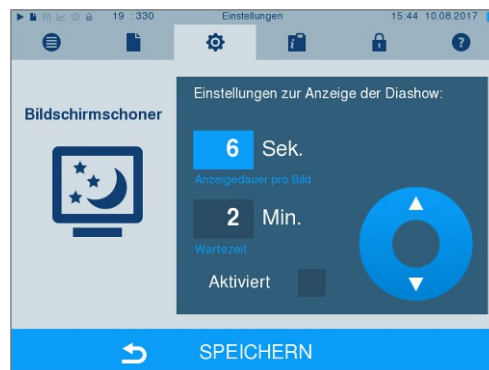 19 : 330 Einstellungen 15:44 10.08.2017
Bildschirmschoner
Einstellungen zur Anzeige der Diashow:
6 Sek.
Anzeigedauer pro Bild
2 Min.
Wartezeit
Aktiviert
SPEICHERN